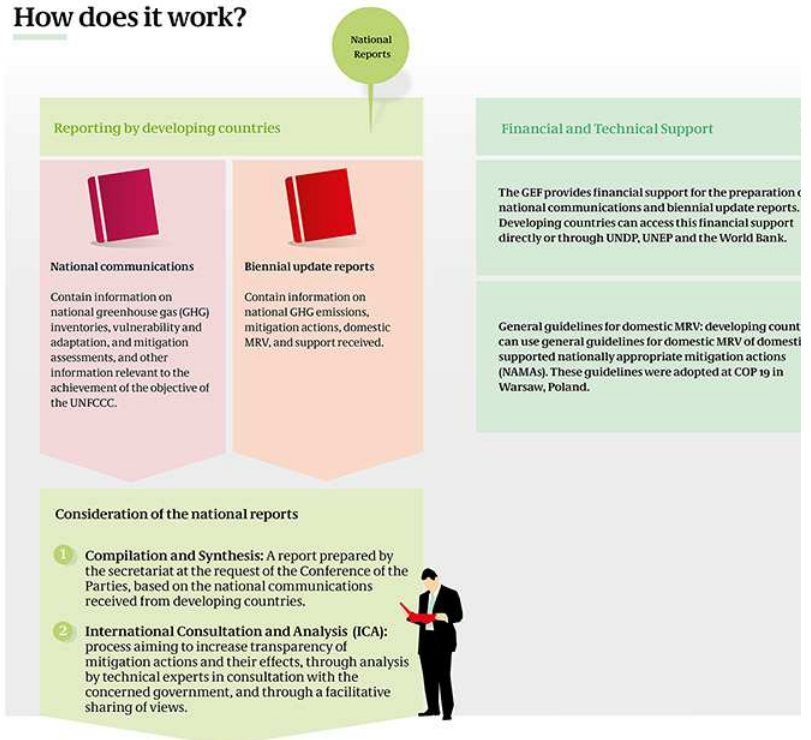 How does it work?
National
Reports
Reporting by developing countries
National communications
Contain information on
national greenhouse gas (GHG)
inventories, vulnerability and
adaptation, and mitigation
assessments, and other
information relevant to the
achievement of the objective of
the UNFCCC.
Biennial update reports
Contain information on
national GHG emissions,
mitigation actions, domestic
MRV, and support received.
Consideration of the national reports
1 Compilation and Synthesis: A report prepared by
the secretariat at the request of the Conference of the
Parties, based on the national communications
received from developing countries.
2 International Consultation and Analysis (ICA):
process aiming to increase transparency of
mitigation actions and their effects, through analysis
by technical experts in consultation with the
concerned government, and through a facilitative
sharing of views.
Financial and Technical Support
The GEF provides financial support for the preparation
national communications and biennial update reports.
Developing countries can access this financial support
directly or through UNDP, UNEP and the World Bank.
General guidelines for domestic MRV: developing
can use general guidelines for domestic MRV of
supported nationally appropriate mitigation actions
(NAMAs). These guidelines were adopted at COP 19 in
Warsaw, Poland.